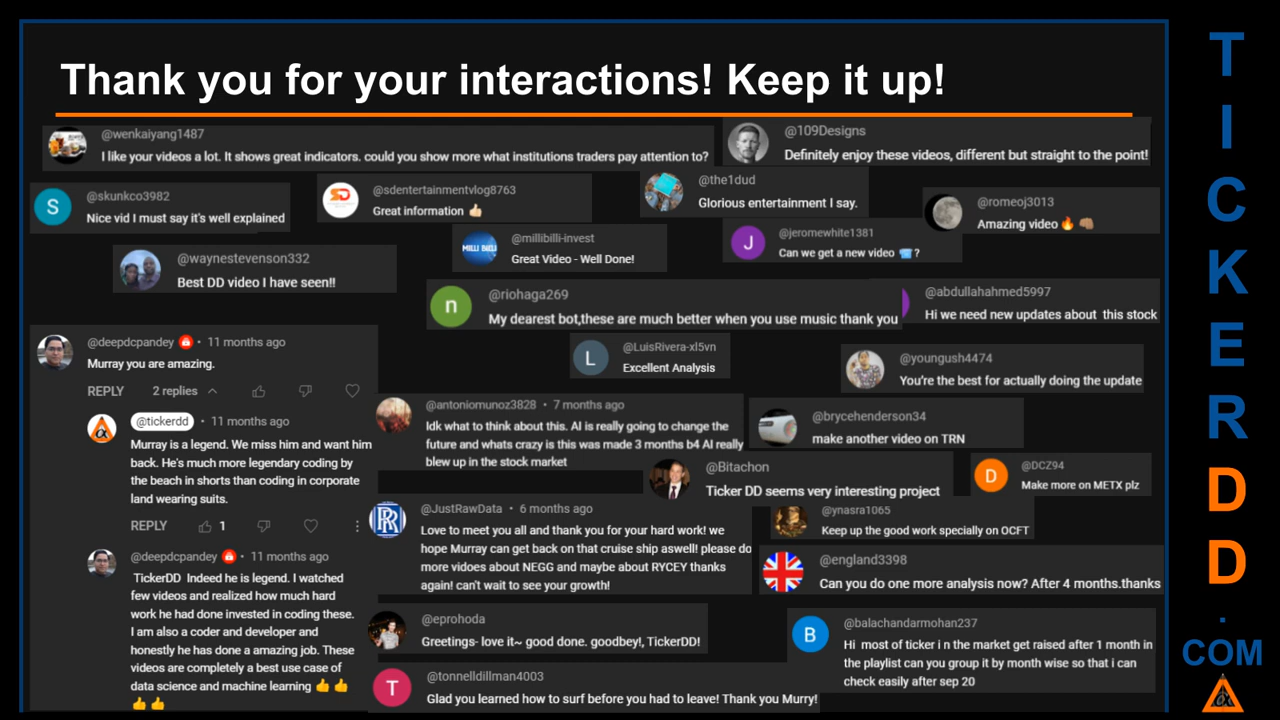 Thank you for your interactions! Keep it up!
@wenkaiyang1487
I like your videos a lot. It shows great indicators. could you show more what institutions traders pay attention to?
@109Designs
Definitely enjoy these videos, different but straight to the point!
@skunkco3982
Nice vid I must say it's well explained
@sdentertainmentvlog8763
Great information 👍🏻
@the1dud
Glorious entertainment I say.
@romeoj3013
Amazing video 🔥 👊🏽
@millibilli-invest
Great Video - Well Done!
MILLI BILLI
@jeromewhite1381
J
Can we get a new video ?
S
@waynestevenson332
Best DD video I have seen!!
@riohaga269
n
My dearest bot,these are much better when you use music thank you
@abdullahahmed5997
Hi we need new updates about this stock
@deepdcpandey • 11 months ago
Murray you are amazing.
REPLY 2 replies
@tickerdd • 11 months ago
Murray is a legend. We miss him and want him
back. He's much more legendary coding by
the beach in shorts than coding in corporate
land wearing suits.
REPLY 1
@deepdcpandey • 11 months ago
TickerDD Indeed he is legend. I watched
few videos and realized how much hard
work he had done invested in coding these.
I am also a coder and developer and
honestly he has done a amazing job. These
videos are completely a best use case of
data science and machine learning 👍 👍
👍 👍
@LuisRivera-xl5vn
L
Excellent Analysis
@youngush4474
You're the best for actually doing the update
@antoniomunoz3828 • 7 months ago
Idk what to think about this. AI is really going to change the
future and whats crazy is this was made 3 months b4 AI really
blew up in the stock market
@brycehenderson34
make another video on TRN
@Bitachon
Ticker DD seems very interesting project
@DCZ94
D
Make more on METX plz
@JustRawData • 6 months ago
Love to meet you all and thank you for your hard work! we
hope Murray can get back on that cruise ship aswell! please do
more vidoes about NEGG and maybe about RYCEY thanks
again! can't wait to see your growth!
@ynasra1065
Keep up the good work specially on OCFT
@england3398
Can you do one more analysis now? After 4 months.thanks
@eprohoda
Greetings- love it~ good done. goodbey!, TickerDD!
@balachandarmohan237
B
Hi most of ticker i n the market get raised after 1 month in
the playlist can you group it by month wise so that i can
check easily after sep 20
@tonnelldillman4003
T
Glad you learned how to surf before you had to leave! Thank you Murry!
T
I
C
K
E
R
D
D
.
COM